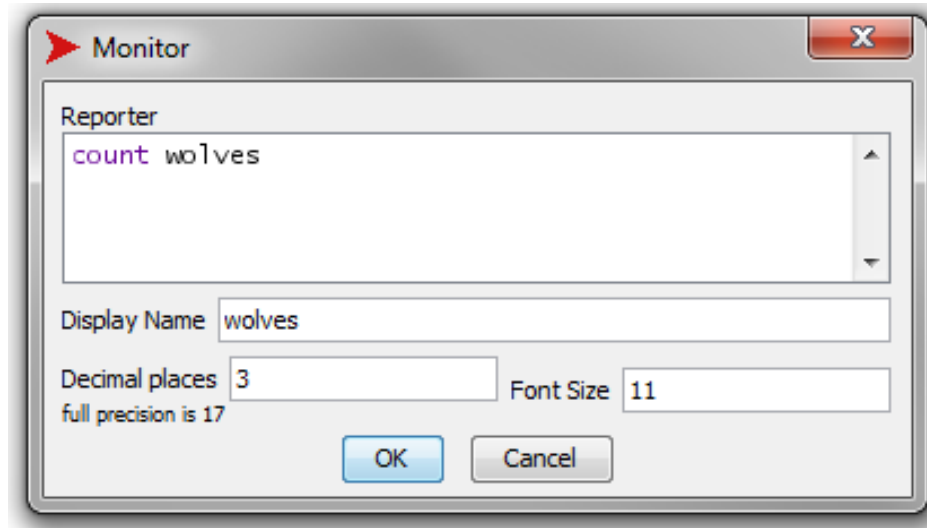 Monitor
Reporter
count wolves
Display Name wolves
Decimal places 3
Font Size 11
full precision is 17
OK Cancel